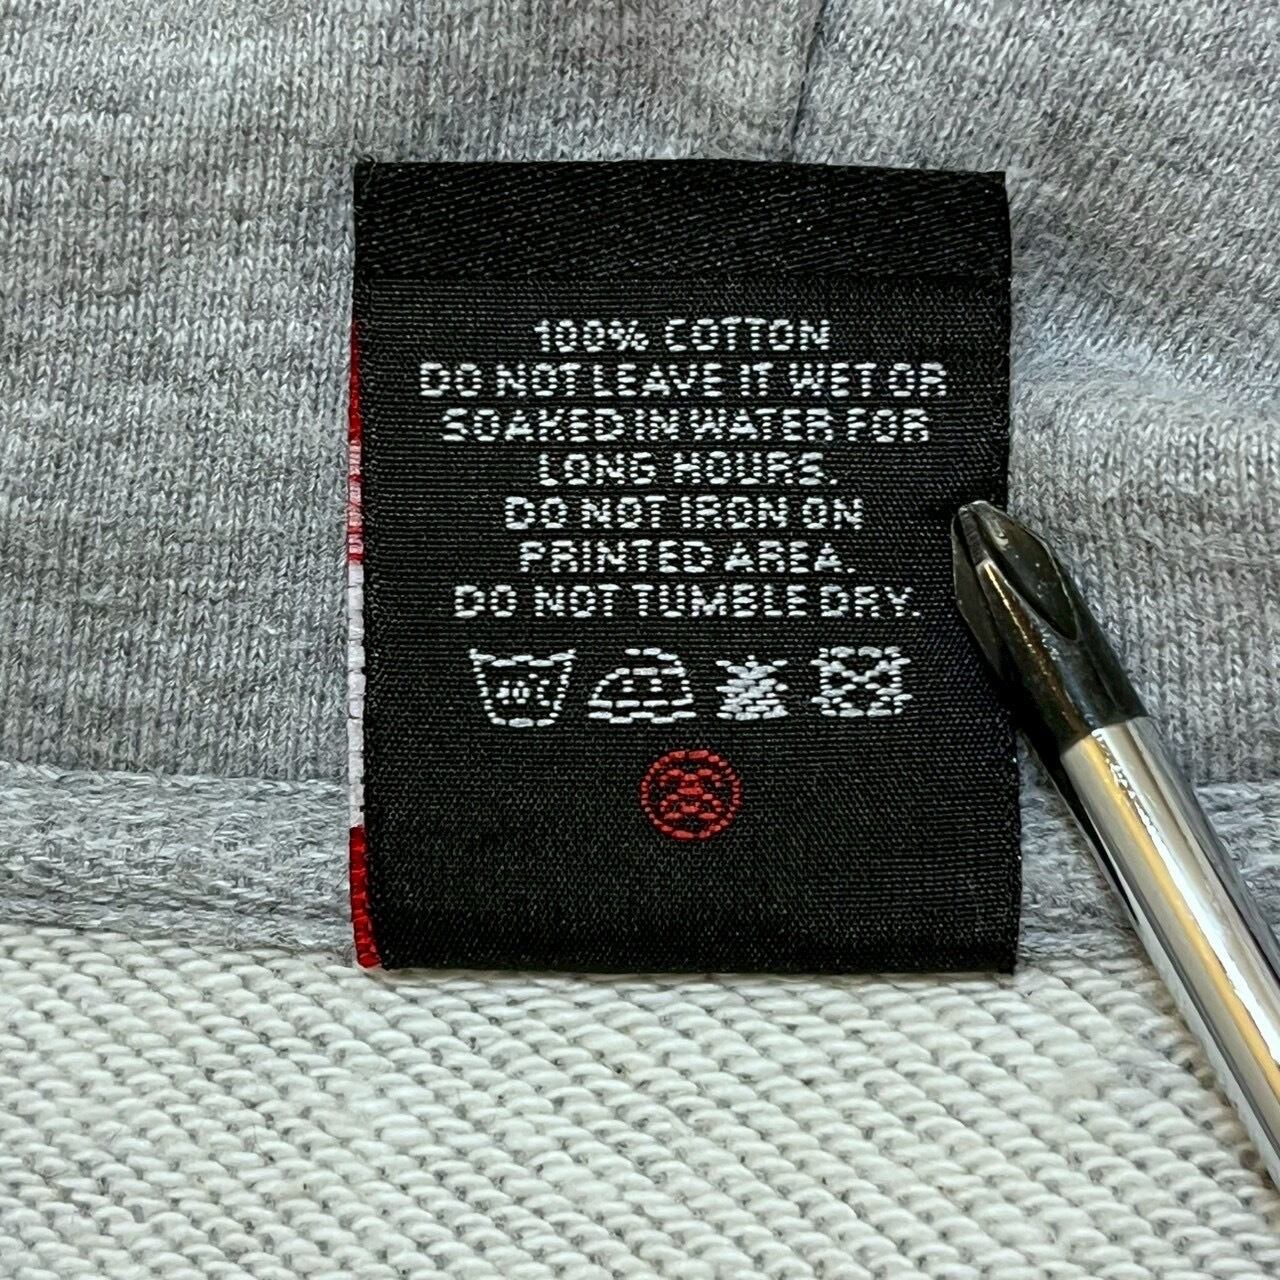 100% COTTON
DO NOT LEAVE IT WET OR
SOAKED IN WATER FOR
LONG HOURS.
DO NOT IRON ON
PRINTED AREA.
DO NOT TUMBLE DRY.
40°C